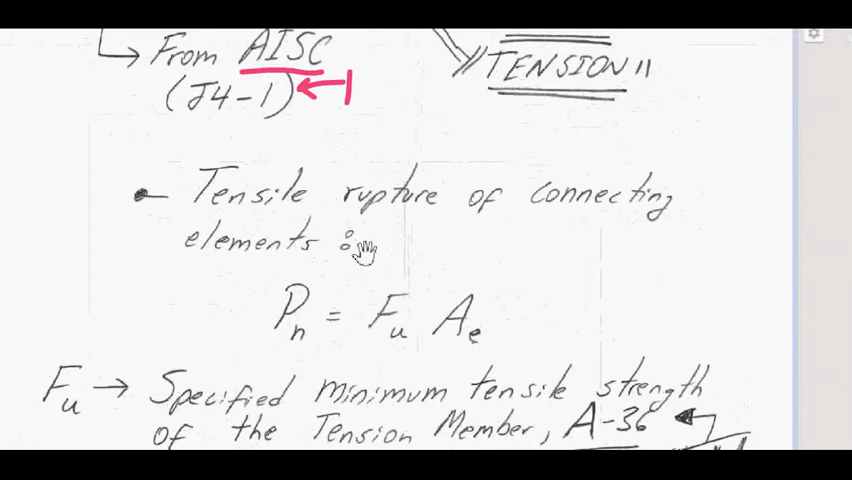 From AISC
(J4-1)
TENSION"
Tensile rupture of connecting
elements :
Pn = Fu Ae
Fu → Specified minimum tensile strength
of the Tension Member, A-36